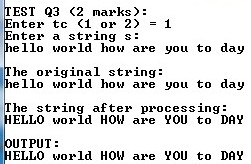 TEST Q3 (2 marks):
Enter tc (1 or 2) = 1
Enter a string s:
hello world how are you to day
The original string:
hello world how are you to day
The string after processing:
HELLO world HOW are YOU to DAY
OUTPUT:
HELLO world HOW are YOU to DAY